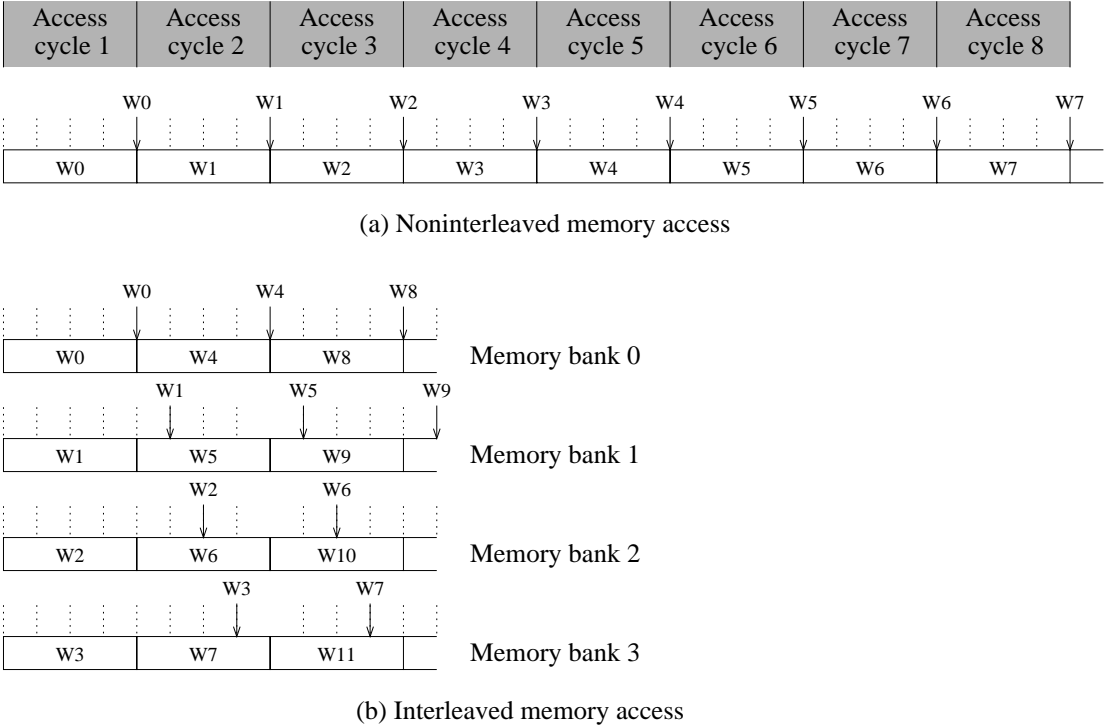 Access Access Access Access Access Access Access Access
cycle 1 cycle 2 cycle 3 cycle 4 cycle 5 cycle 6 cycle 7 cycle 8
W0 W1 W2 W3 W4 W5 W6 W7
W0 W1 W2 W3 W4 W5 W6 W7
(a) Noninterleaved memory access
W0 W4 W8
W0 W4 W8 Memory bank 0
W1 W5 W9
W1 W5 W9 Memory bank 1
W2 W6
W2 W6 W10 Memory bank 2
W3 W7
W3 W7 W11 Memory bank 3
(b) Interleaved memory access